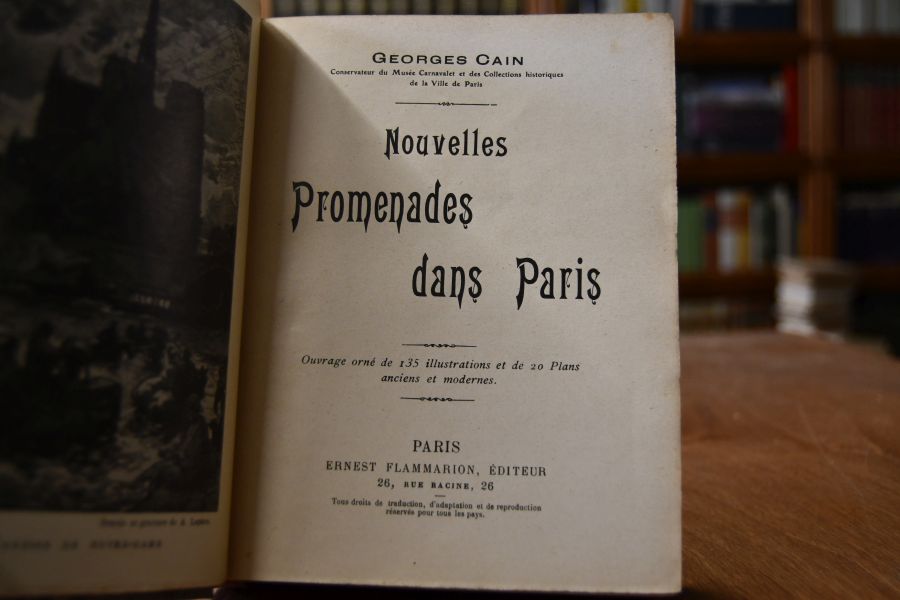 GEORGES CAIN
Conservateur du Musée Carnavalet et des Collections historiques
de la Ville de Paris
Nouvelles
Promenades
dans Paris
Ouvrage orné de 135 illustrations et de 20 Plans
anciens et modernes.
PARIS
ERNEST FLAMMARION, ÉDITEUR
26, RUE RACINE, 26
Tous droits de traduction, d'adaptation et de reproduction
réservés pour tous les pays.